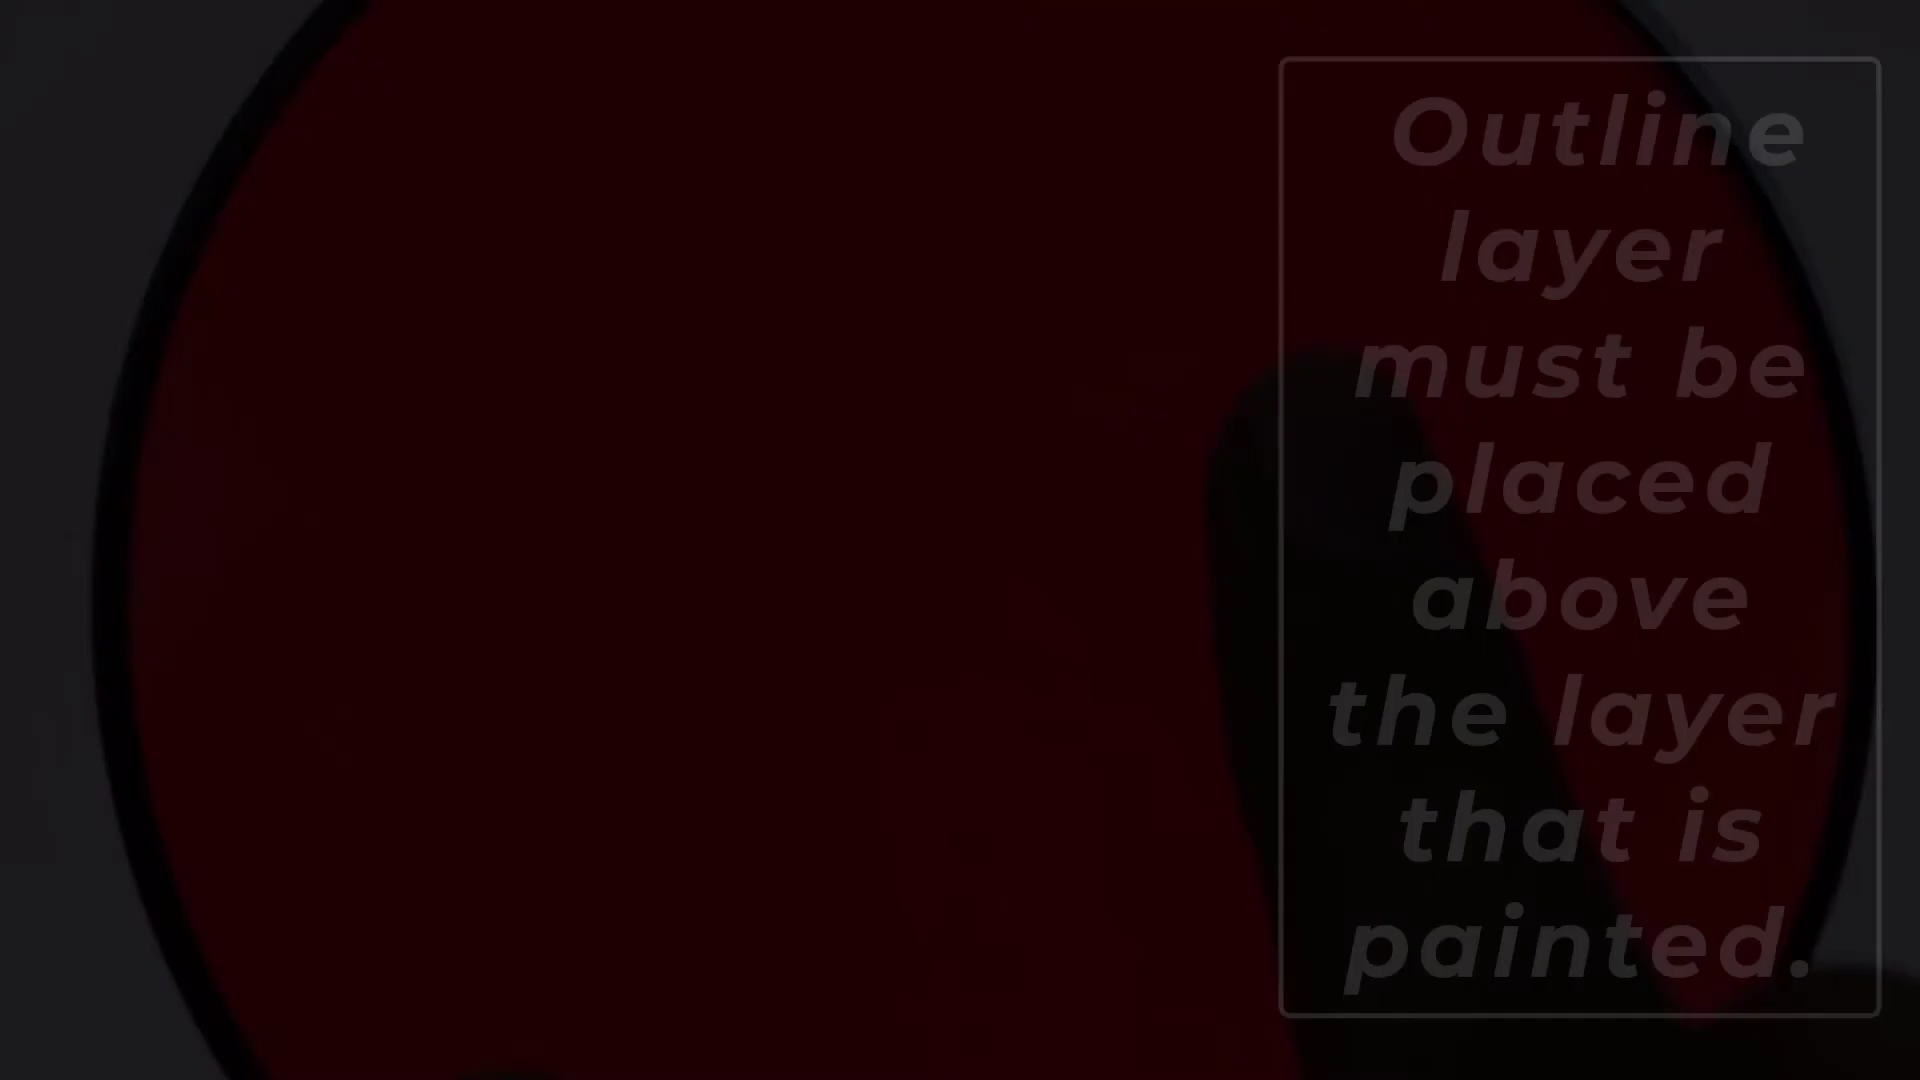 Outline
layer
must be
placed
above
the layer
that is
painted.